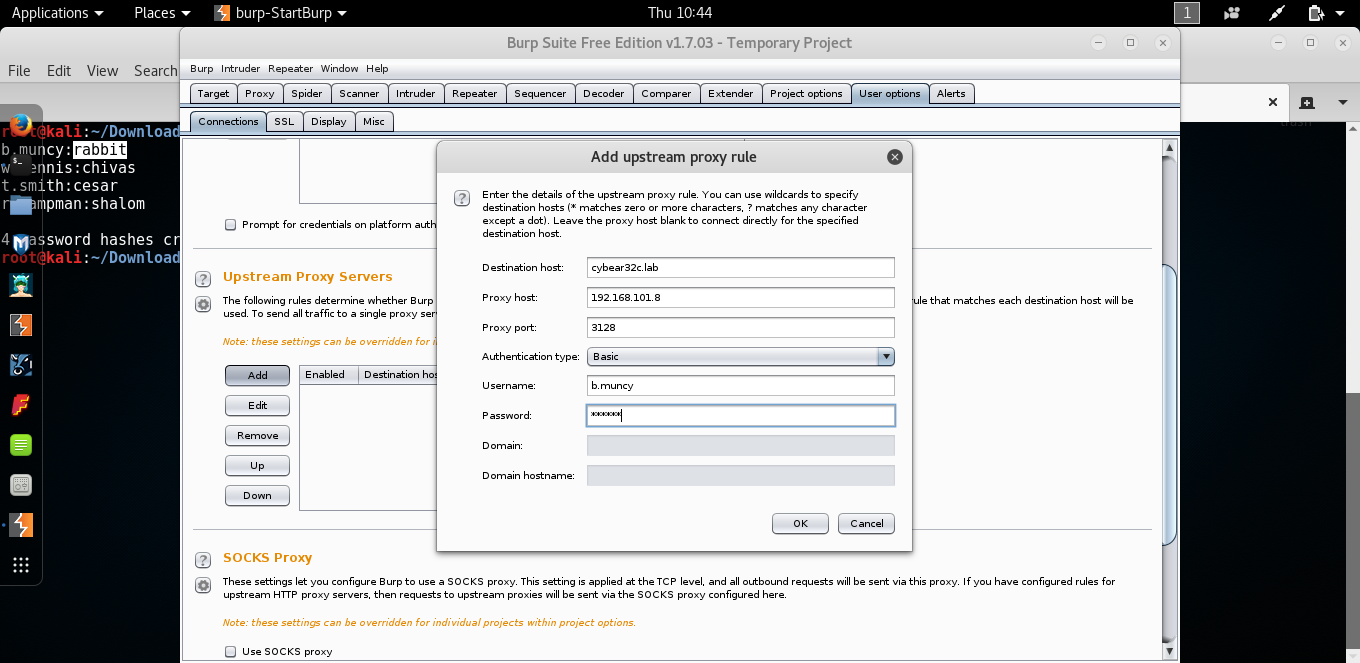 Applications Places burp-StartBurp Thu 10:44 1
Burp Suite Free Edition v1.7.03 - Temporary Project
File Edit View Search
Burp Intruder Repeater Window Help
Target Proxy Spider Scanner Intruder Repeater Sequencer Decoder Comparer Extender Project options User options Alerts
Connections SSL Display Misc
root@kali:~/Download
b.muncy:rabbit
chivas
t.smith:cesar
shalom
4 password hashes cr
root@kali:~/Download
Prompt for credentials on platform auth
Upstream Proxy Servers
The following rules determine whether Burp
rule that matches each destination host will be
used. To send all traffic to a single proxy serv
Note: these settings can be overridden for i
Add
Edit
Remove
Up
Down
Enabled Destination hos
Add upstream proxy rule
Enter the details of the upstream proxy rule. You can use wildcards to specify
destination hosts (* matches zero or more characters, ? matches any character
except a dot). Leave the proxy host blank to connect directly for the specified
destination host.
Destination host: cybear32c.lab
Proxy host: 192.168.101.8
Proxy port: 3128
Authentication type: Basic
Username: b.muncy
Password: ******
Domain:
Domain hostname:
OK Cancel
SOCKS Proxy
These settings let you configure Burp to use a SOCKS proxy. This setting is applied at the TCP level, and all outbound requests will be sent via this proxy. If you have configured rules for
upstream HTTP proxy servers, then requests to upstream proxies will be sent via the SOCKS proxy configured here.
Note: these settings can be overridden for individual projects within project options.
Use SOCKS proxy